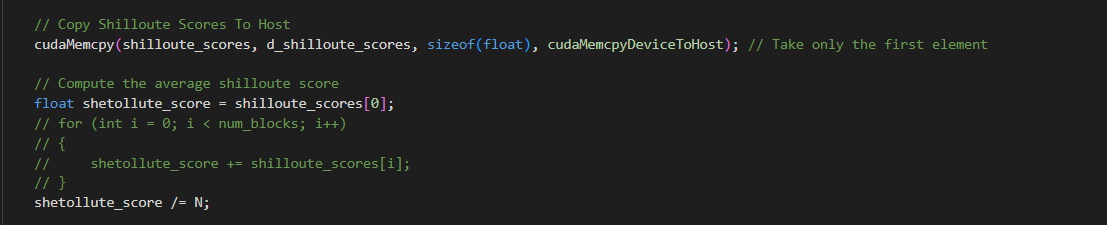 // Copy Shilloute Scores To Host
cudaMemcpy(shilloute_scores, d_shilloute_scores, sizeof(float), cudaMemcpyDeviceToHost); // Take only the first element
// Compute the average shilloute score
float shetollute_score = shilloute_scores[0];
// for (int i = 0; i < num_blocks; i++)
// {
//     shetollute_score += shilloute_scores[i];
// }
shetollute_score /= N;